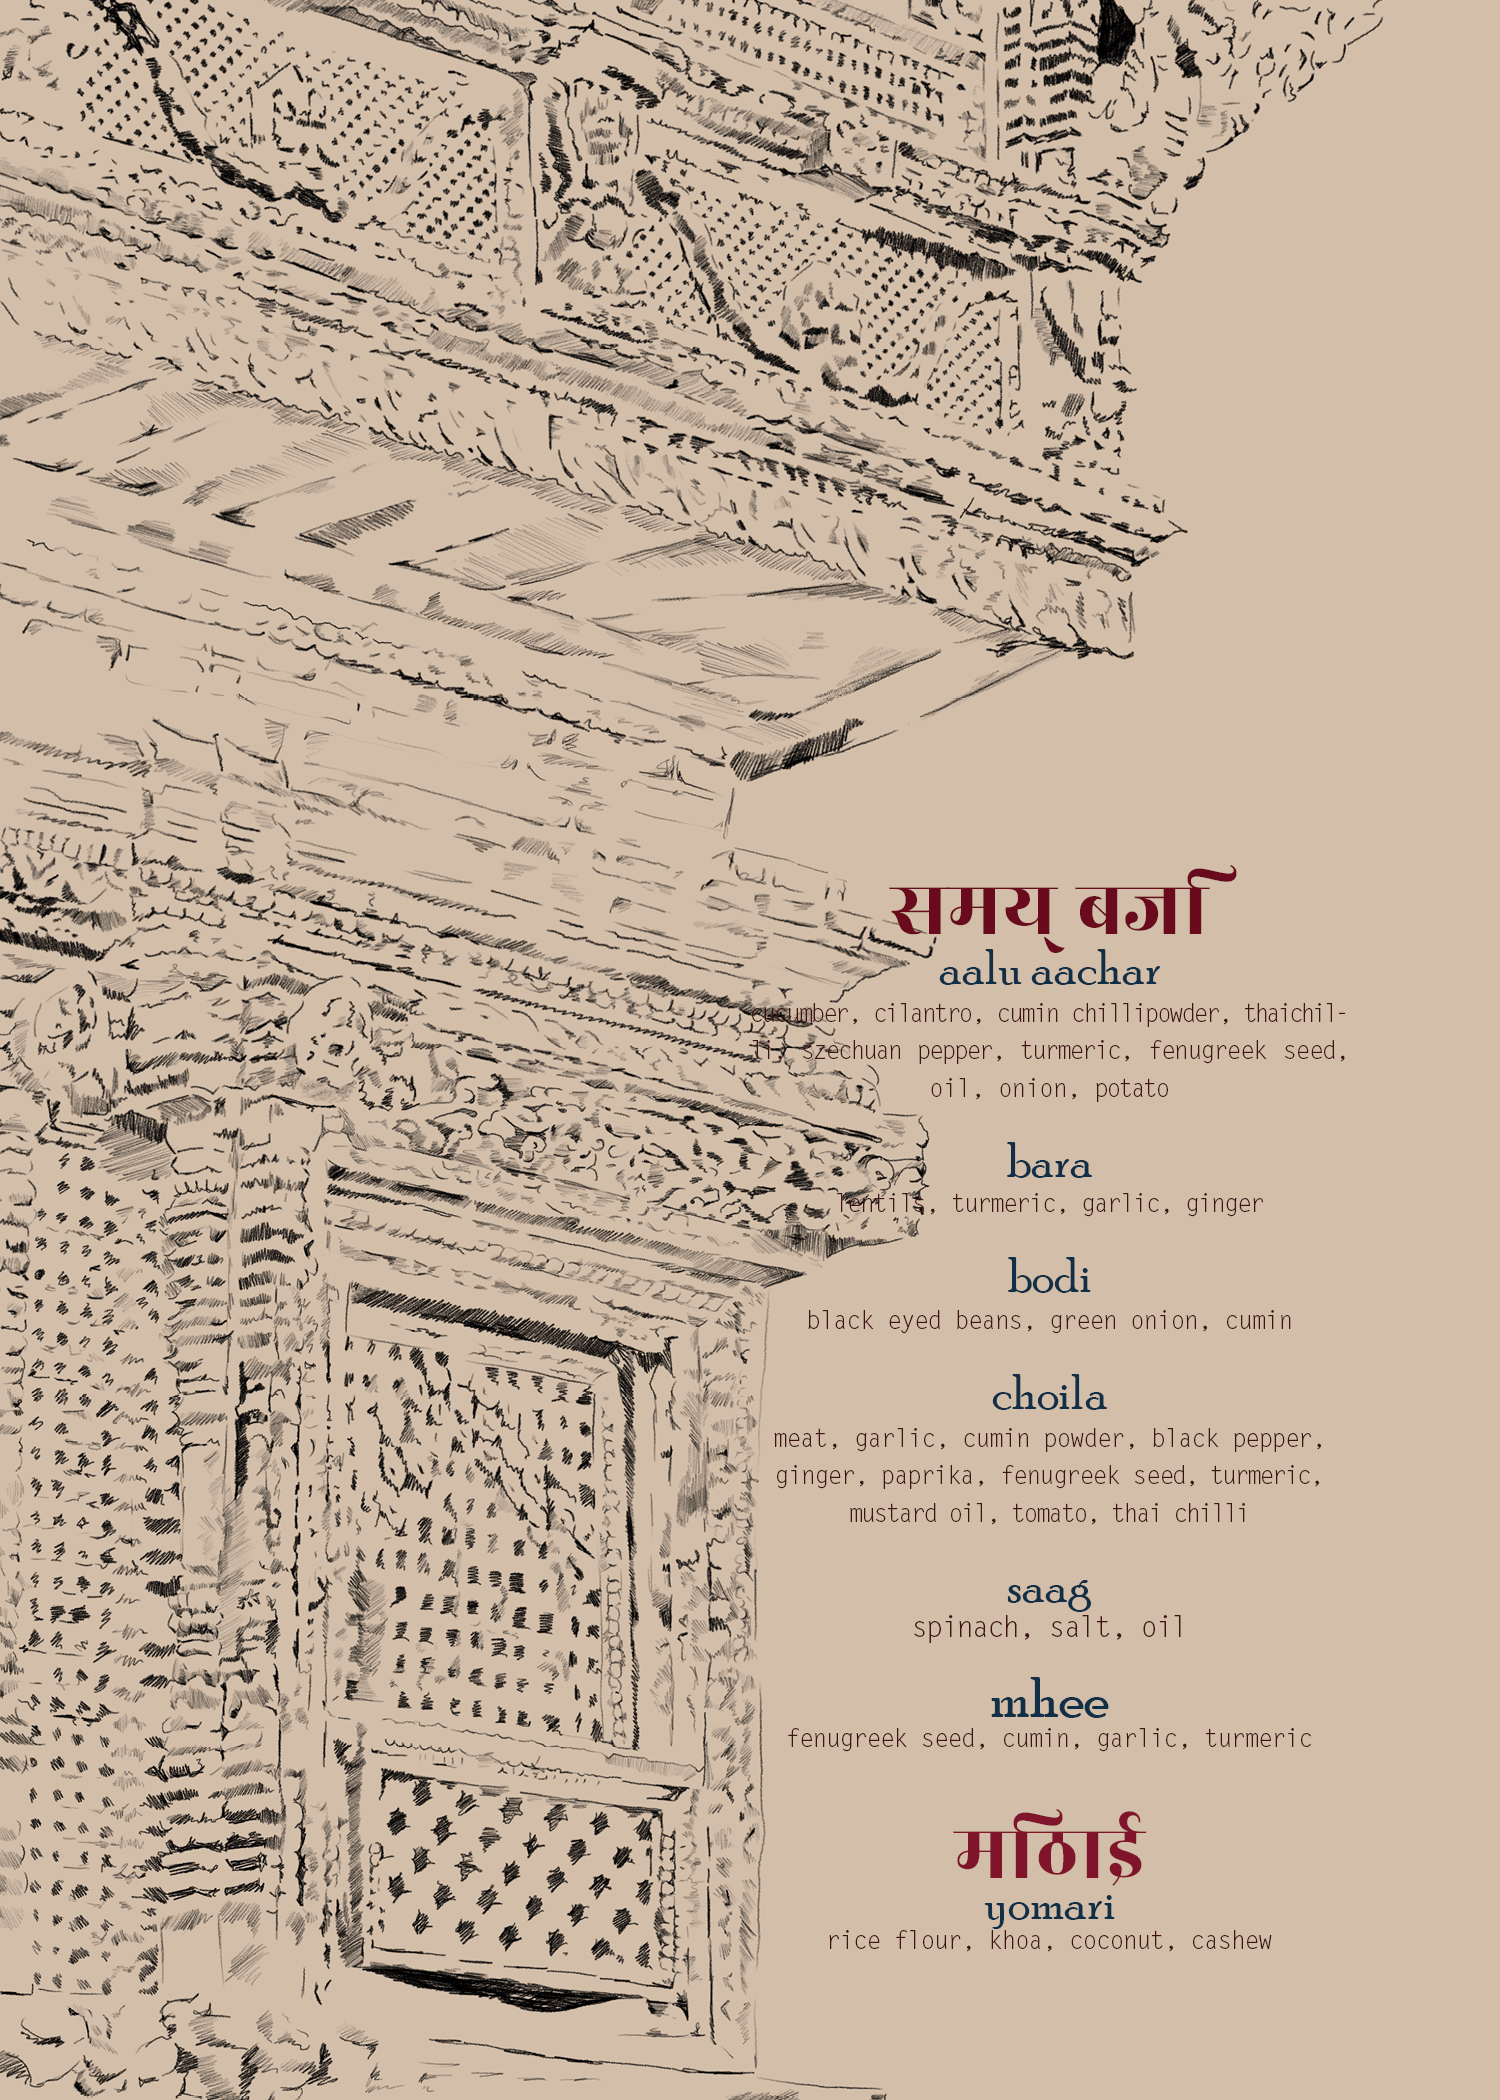 समय् बर्जि
aalu aachar
cucumber, cilantro, cumin chillipowder, thaichil-
li, szechuan pepper, turmeric, fenugreek seed,
oil, onion, potato
bara
lentils, turmeric, garlic, ginger
bodi
black eyed beans, green onion, cumin
choila
meat, garlic, cumin powder, black pepper,
ginger, paprika, fenugreek seed, turmeric,
mustard oil, tomato, thai chilli
saag
spinach, salt, oil
mhee
fenugreek seed, cumin, garlic, turmeric
मठिाई
yomari
rice flour, khoa, coconut, cashew